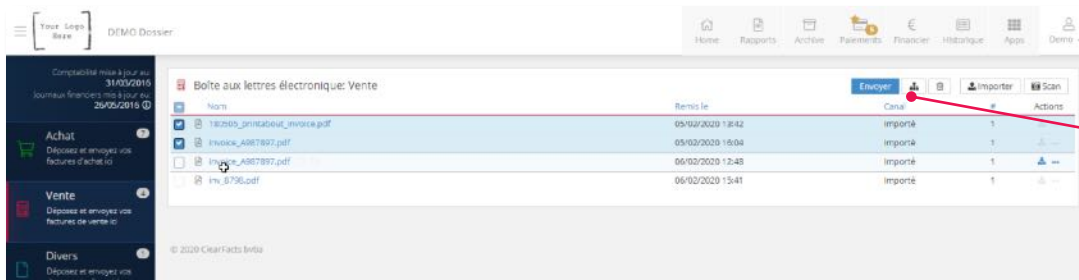 Your Logo
Here
DEMO Dossier
Home Rapports Archive Paiements Financier Historique Apps Demo
Comptabilité mise à jour au:
31/03/2016
Journaux financiers mis à jour au:
26/05/2016
Boîte aux lettres électronique: Vente
Envoyer Importer Scan
Nom Remis le Canal # Actions
180505_printabout_invoice.pdf 05/02/2020 13:42 Importé 1
Invoice_A987897.pdf 05/02/2020 16:04 Importé 1
Invoice_A987897.pdf 06/02/2020 12:48 Importé 1
inv_8798.pdf 06/02/2020 15:41 Importé 1
Achat
Déposez et envoyez vos
factures d'achat ici
Vente
Déposez et envoyez vos
factures de vente ici
Divers
Déposez et envoyez vos
© 2020 ClearFacts bvba